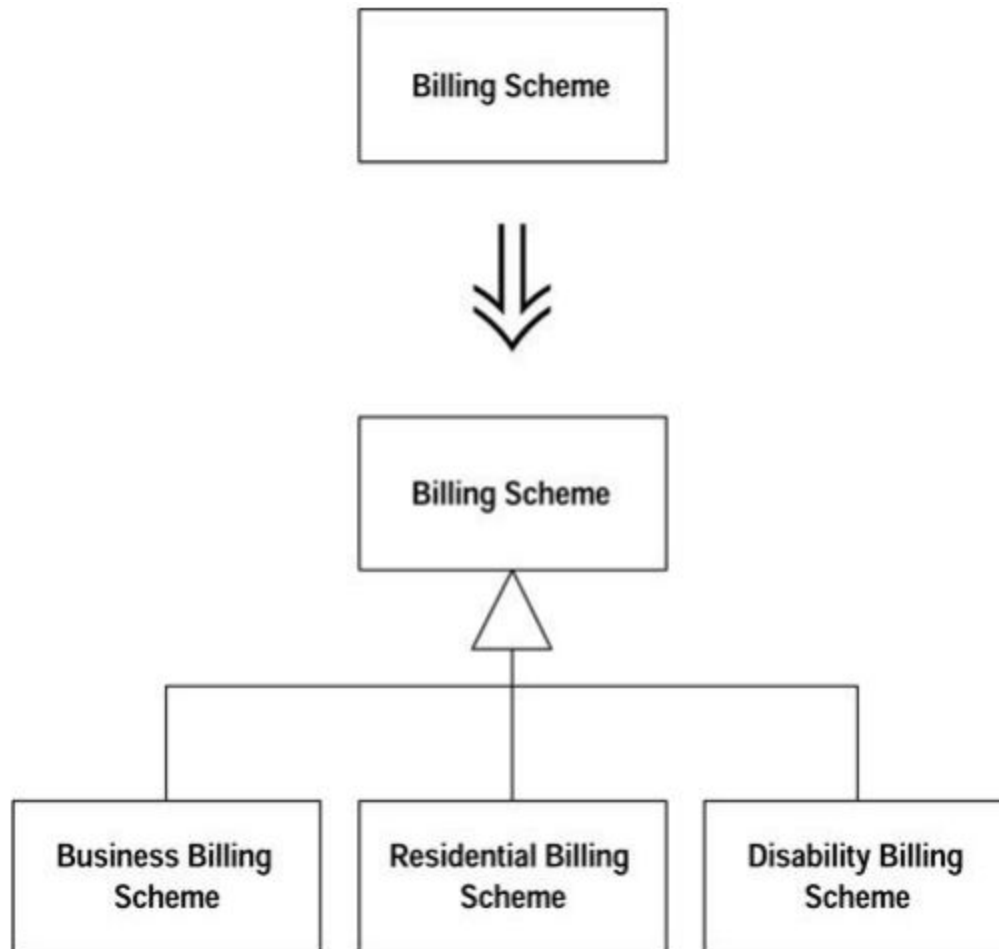 Billing Scheme
Billing Scheme
Business Billing
Scheme
Residential Billing
Scheme
Disability Billing
Scheme